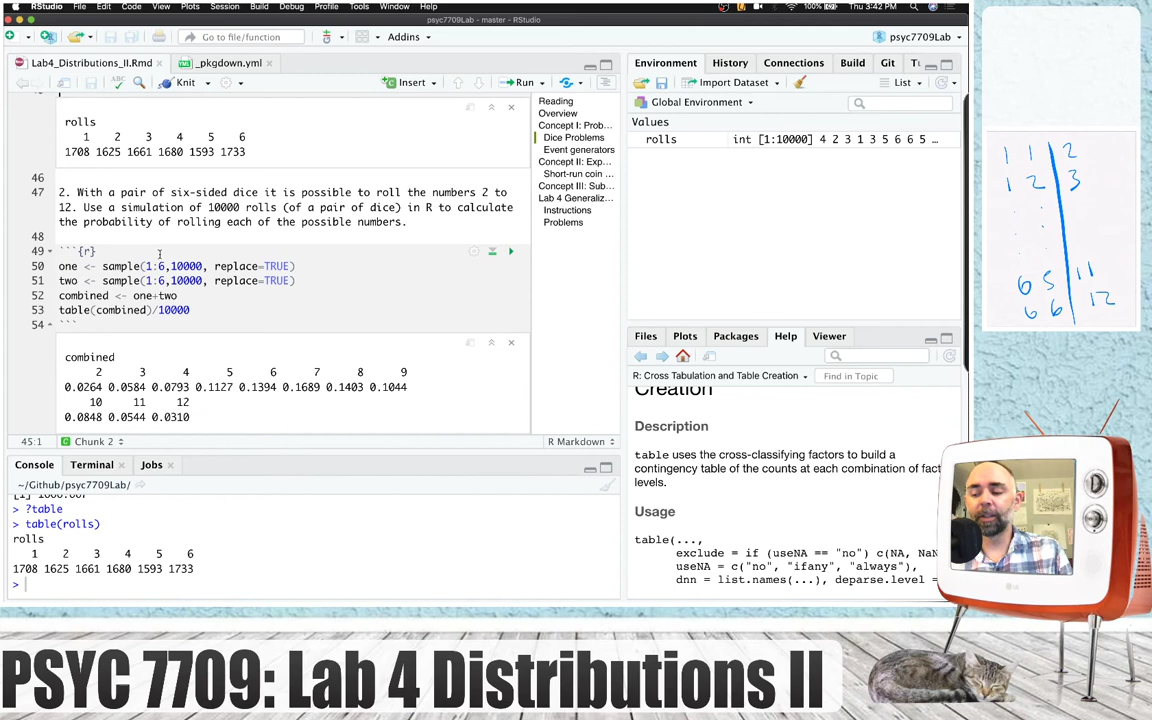 RStudio File Edit Code View Plots Session Build Debug Profile Tools Window Help 100% Thu 3:42 PM
psyc7709Lab - master - RStudio
Go to file/function Addins psyc7709Lab
Lab4_Distributions_II.Rmd _pkgdown.yml
Knit Insert Run
rolls
1 2 3 4 5 6
1708 1625 1661 1680 1593 1733
46
47 2. With a pair of six-sided dice it is possible to roll the numbers 2 to
12. Use a simulation of 10000 rolls (of a pair of dice) in R to calculate
the probability of rolling each of the possible numbers.
48
49 ```{r}
50 one <- sample(1:6,10000, replace=TRUE)
51 two <- sample(1:6,10000, replace=TRUE)
52 combined <- one+two
53 table(combined)/10000
54 ```
combined
2 3 4 5 6 7 8 9
0.0264 0.0584 0.0793 0.1127 0.1394 0.1689 0.1403 0.1044
10 11 12
0.0848 0.0544 0.0310
45:1 Chunk 2 R Markdown
Reading
Overview
Concept I: Prob...
Dice Problems
Event generators
Concept II: Exp...
Short-run coin ...
Concept III: Sub...
Lab 4 Generaliz...
Instructions
Problems
Console Terminal Jobs
~/Github/psyc7709Lab/
> ?table
> table(rolls)
rolls
1 2 3 4 5 6
1708 1625 1661 1680 1593 1733
>
Environment History Connections Build Git
Import Dataset List
Global Environment
Values
rolls int [1:10000] 4 2 3 1 3 5 6 6 5 …
Files Plots Packages Help Viewer
R: Cross Tabulation and Table Creation Find in Topic
Creation
Description
table uses the cross-classifying factors to build a
contingency table of the counts at each combination of fact
levels.
Usage
table(...,
exclude = if (useNA == "no") c(NA, NaN
useNA = c("no", "ifany", "always"),
dnn = list.names(...), deparse.level =
1 1 2
1 2 3
6 5 11
6 6 12
LG
PSYC 7709: Lab 4 Distributions II